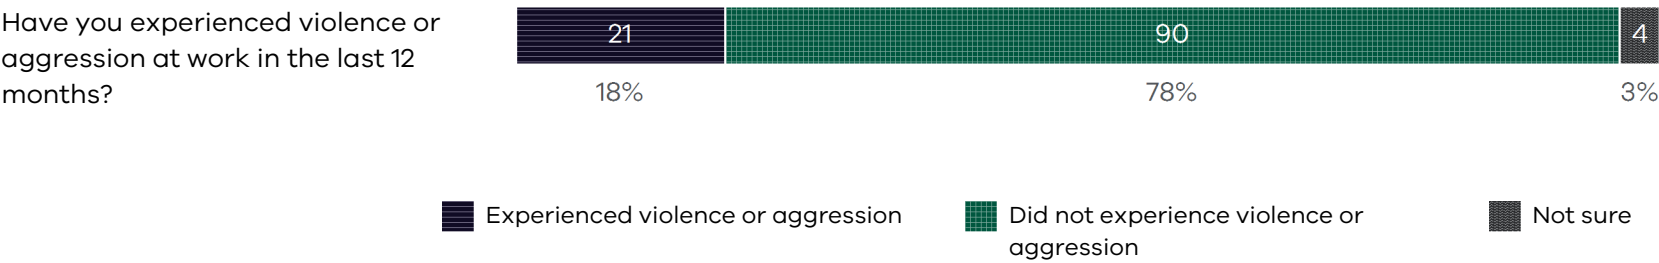 Have you experienced violence or
aggression at work in the last 12
months?
21 90 4
18% 78% 3%
Experienced violence or aggression
Did not experience violence or
aggression
Not sure